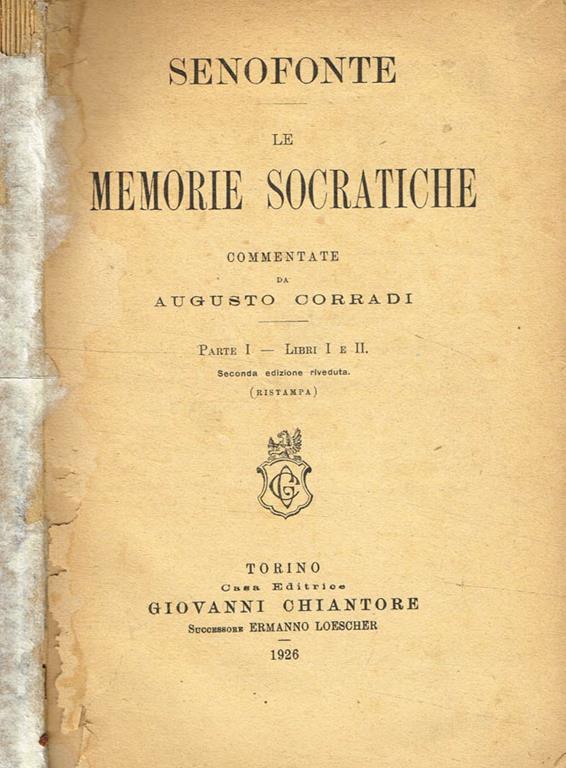 SENOFONTE
LE
MEMORIE SOCRATICHE
COMMENTATE
DA
AUGUSTO CORRADI
PARTE I — LIBRI I E II.
Seconda edizione riveduta.
(RISTAMPA)
TORINO
Casa Editrice
GIOVANNI CHIANTORE
SUCCESSORE ERMANNO LOESCHER
1926